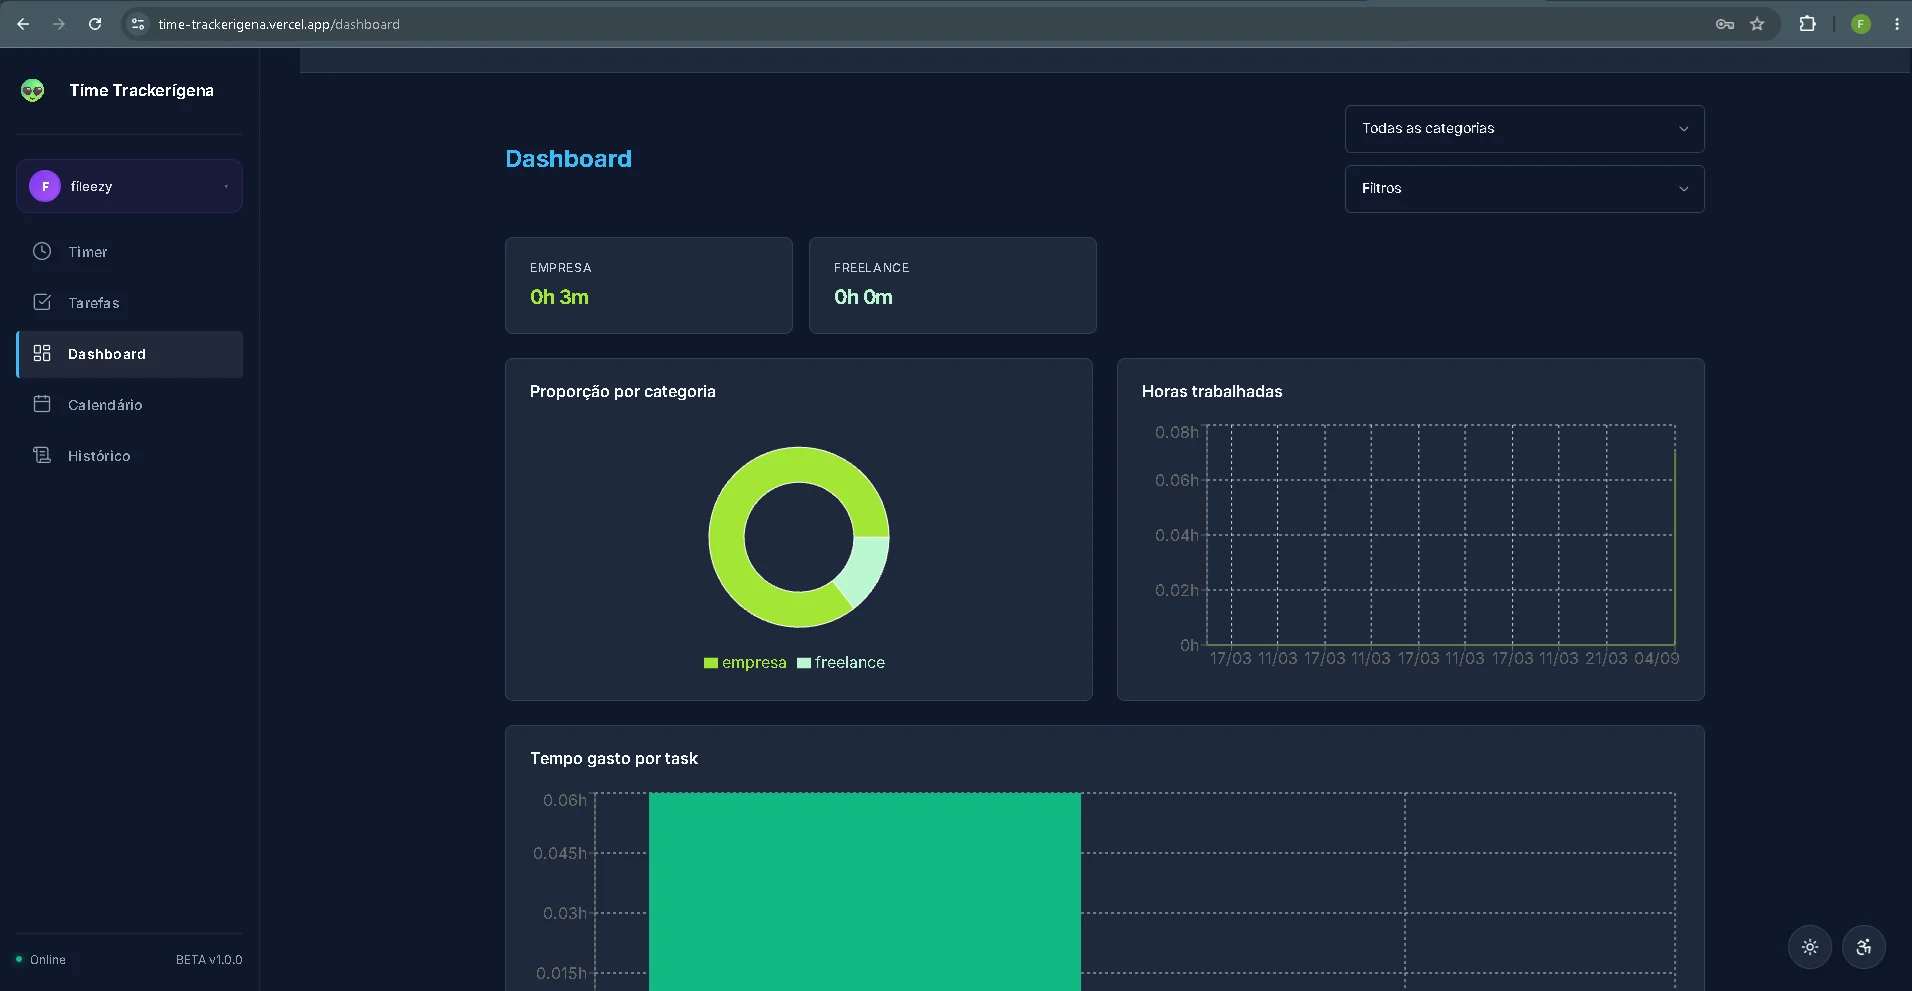 time-trackerigena.vercel.app/dashboard
F
Time Trackerígena
F
fileezy
Timer
Tarefas
Dashboard
Calendário
Histórico
Online
BETA v1.0.0
Dashboard
Todas as categorias
Filtros
EMPRESA
0h 3m
FREELANCE
0h 0m
Proporção por categoria
empresa
freelance
Horas trabalhadas
0.08h
0.06h
0.04h
0.02h
0h
17/03 11/03 17/03 11/03 17/03 11/03 17/03 11/03 21/03 04/09
Tempo gasto por task
0.06h
0.045h
0.03h
0.015h